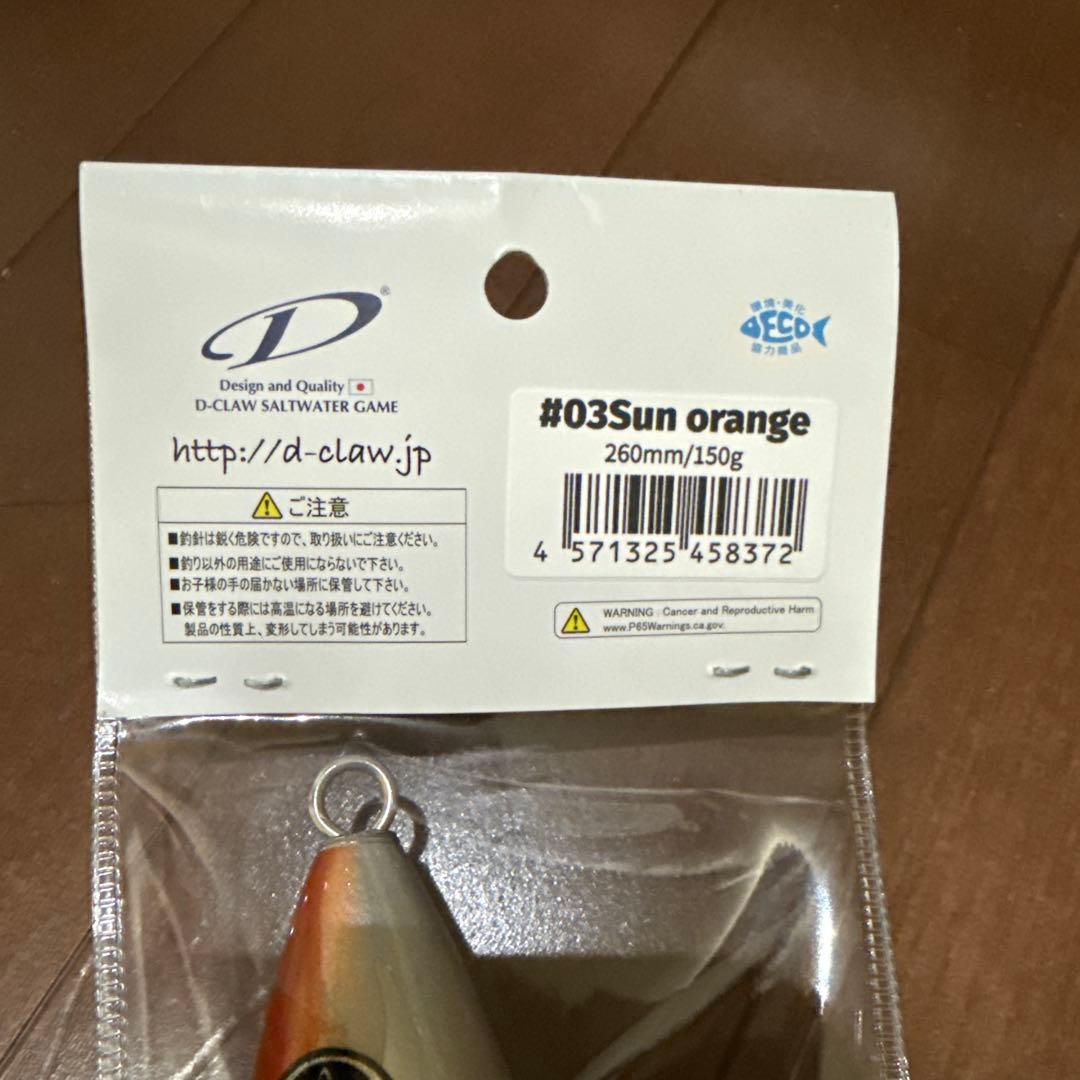 D®
Design and Quality
D-CLAW SALTWATER GAME
http://d-claw.jp
ご注意
■釣針は鋭く危険ですので、取り扱いにご注意ください。
■釣り以外の用途にご使用にならないで下さい。
■お子様の手の届かない場所に保管して下さい。
■保管をする際には高温になる場所を避けてください。
製品の性質上、変形してしまう可能性があります。
環境・美化
ECO
協力商品
#03Sun orange
260mm/150g
4 571325 458372
WARNING : Cancer and Reproductive Harm
www.P65Warnings.ca.gov.